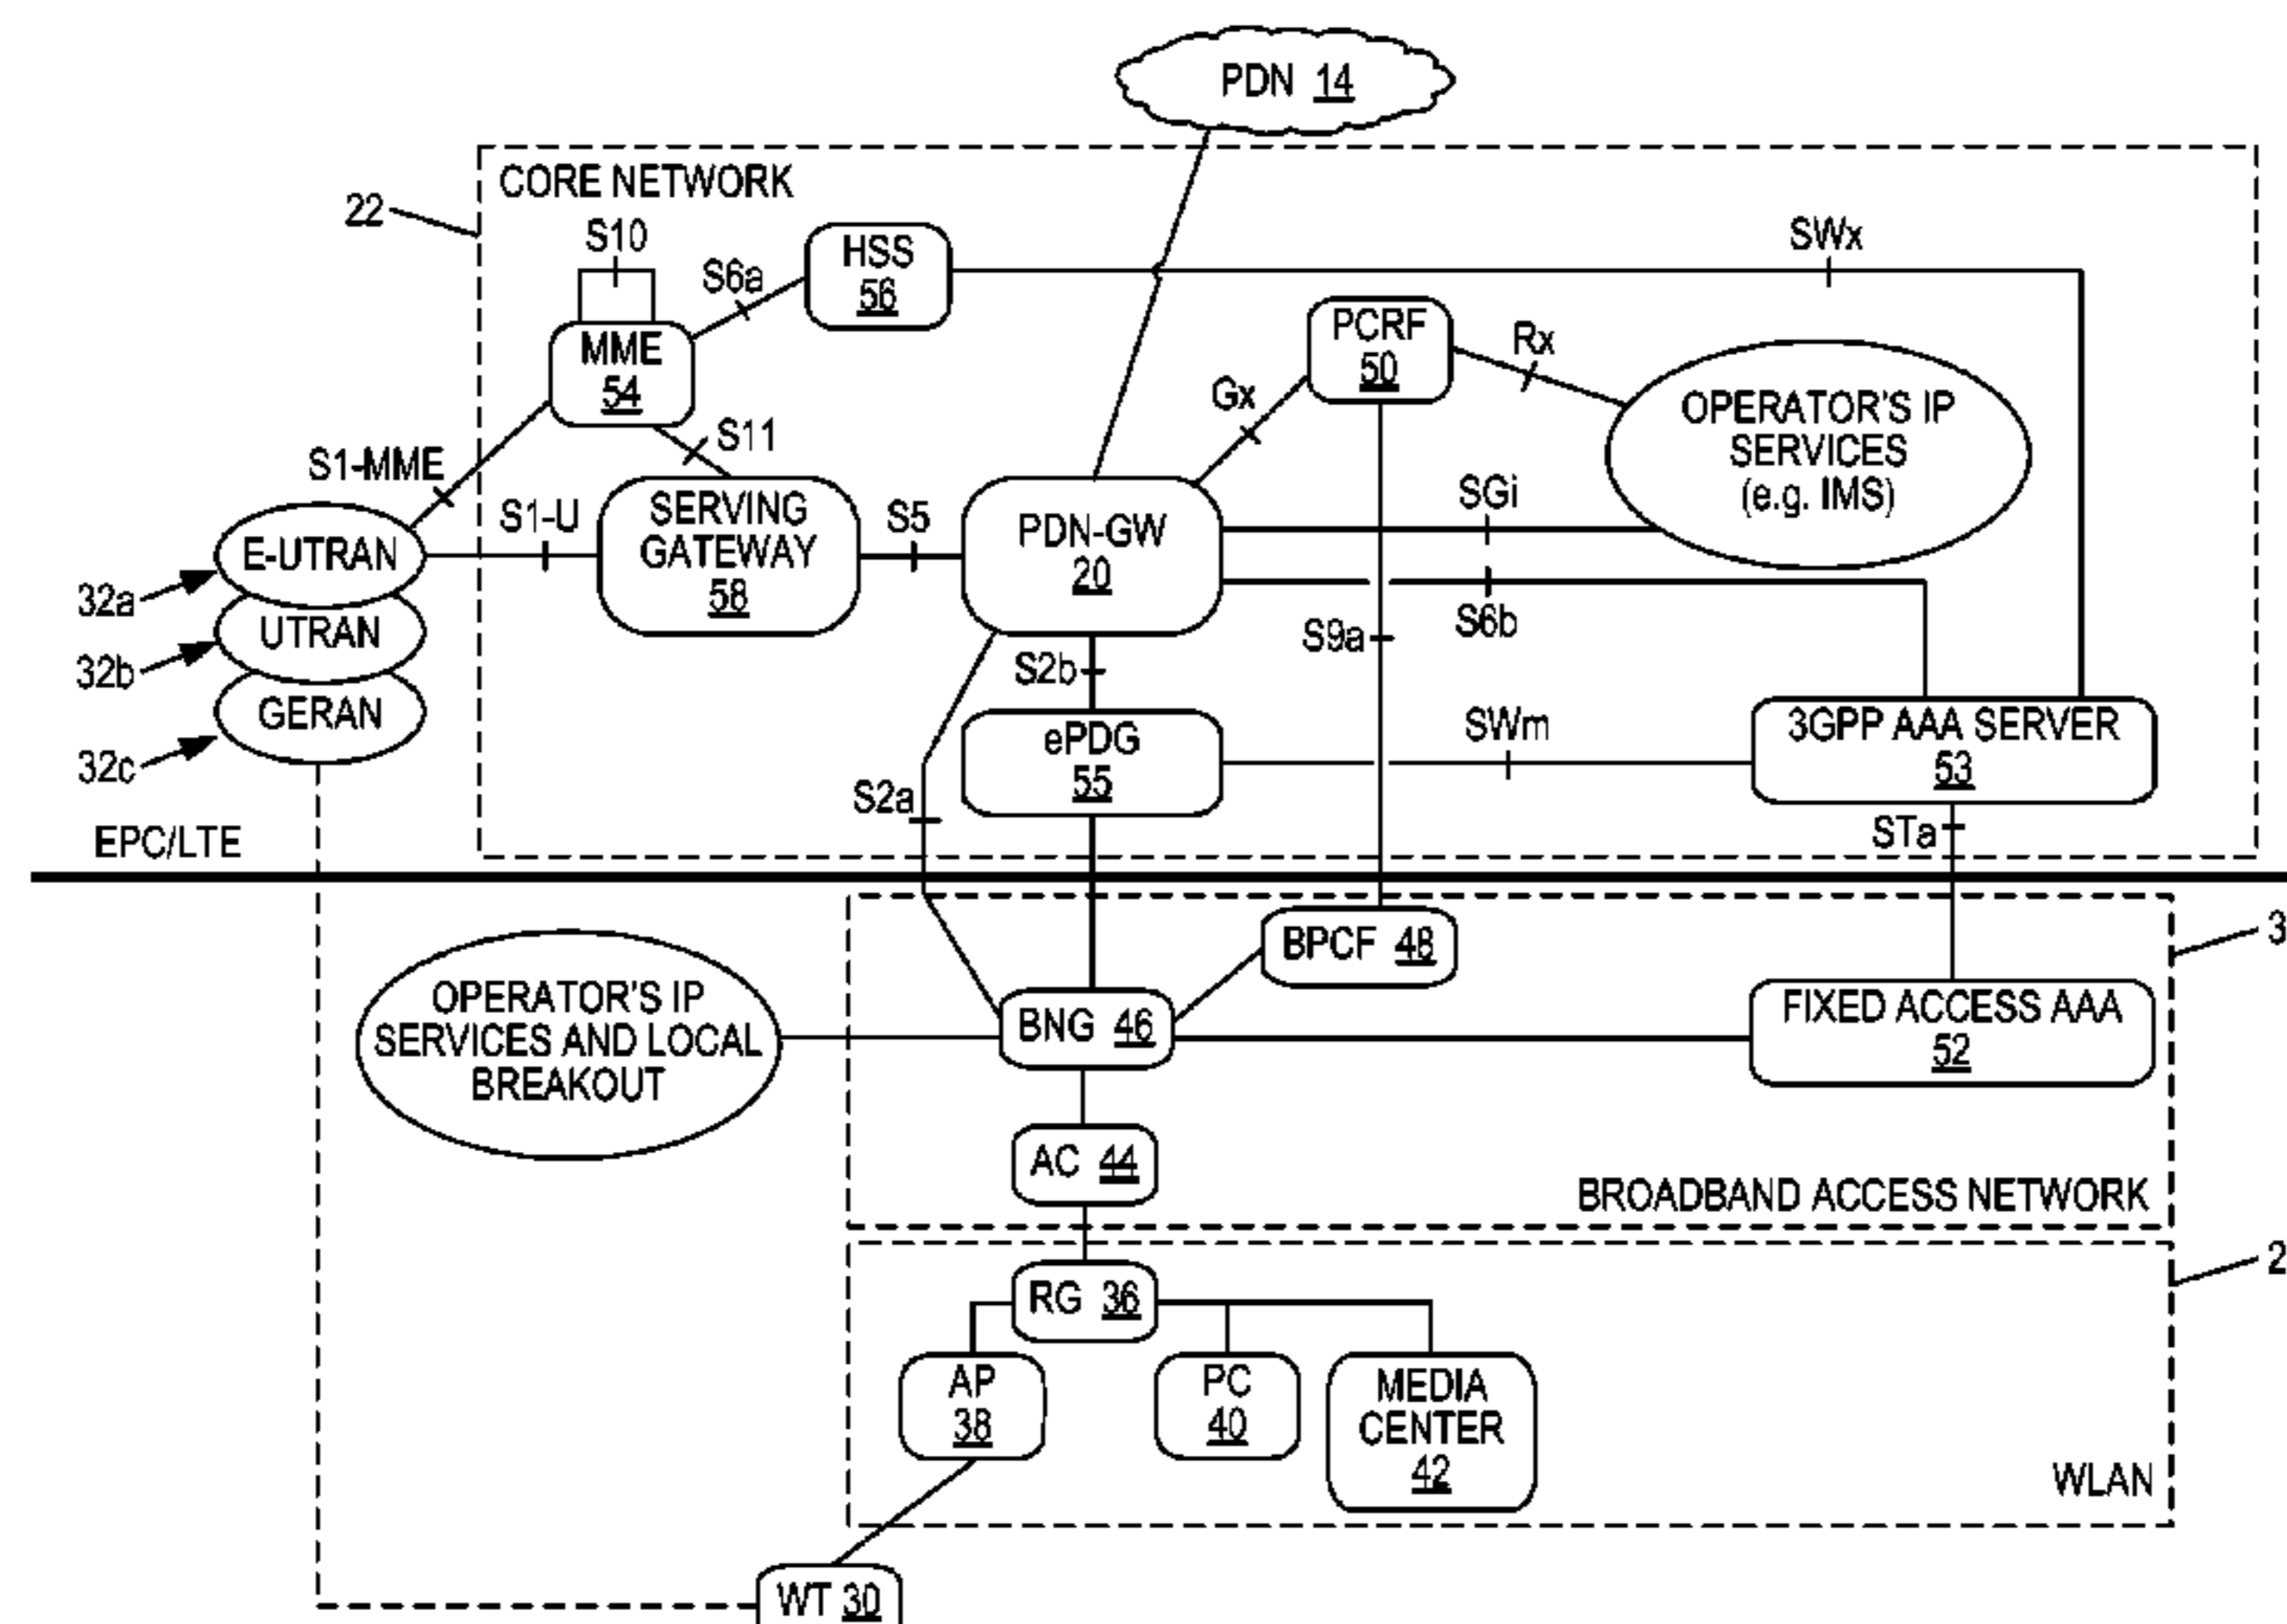 PDN 14
CORE NETWORK
22
S10
S6a
HSS
56
SWx
MME
54
PCRF
50
Rx
Gx
OPERATOR'S IP
SERVICES
(e.g. IMS)
S11
S1-MME
S1-U
SERVING
GATEWAY
58
S5
PDN-GW
20
SGi
S6b
E-UTRAN
32a
UTRAN
32b
GERAN
32c
S9a
S2b
ePDG
55
SWm
3GPP AAA SERVER
53
S2a
STa
EPC/LTE
BPCF 48
3
OPERATOR'S IP
SERVICES AND LOCAL
BREAKOUT
BNG 46
FIXED ACCESS AAA
52
AC 44
BROADBAND ACCESS NETWORK
2
RG 36
AP
38
PC
40
MEDIA
CENTER
42
WLAN
WT 30